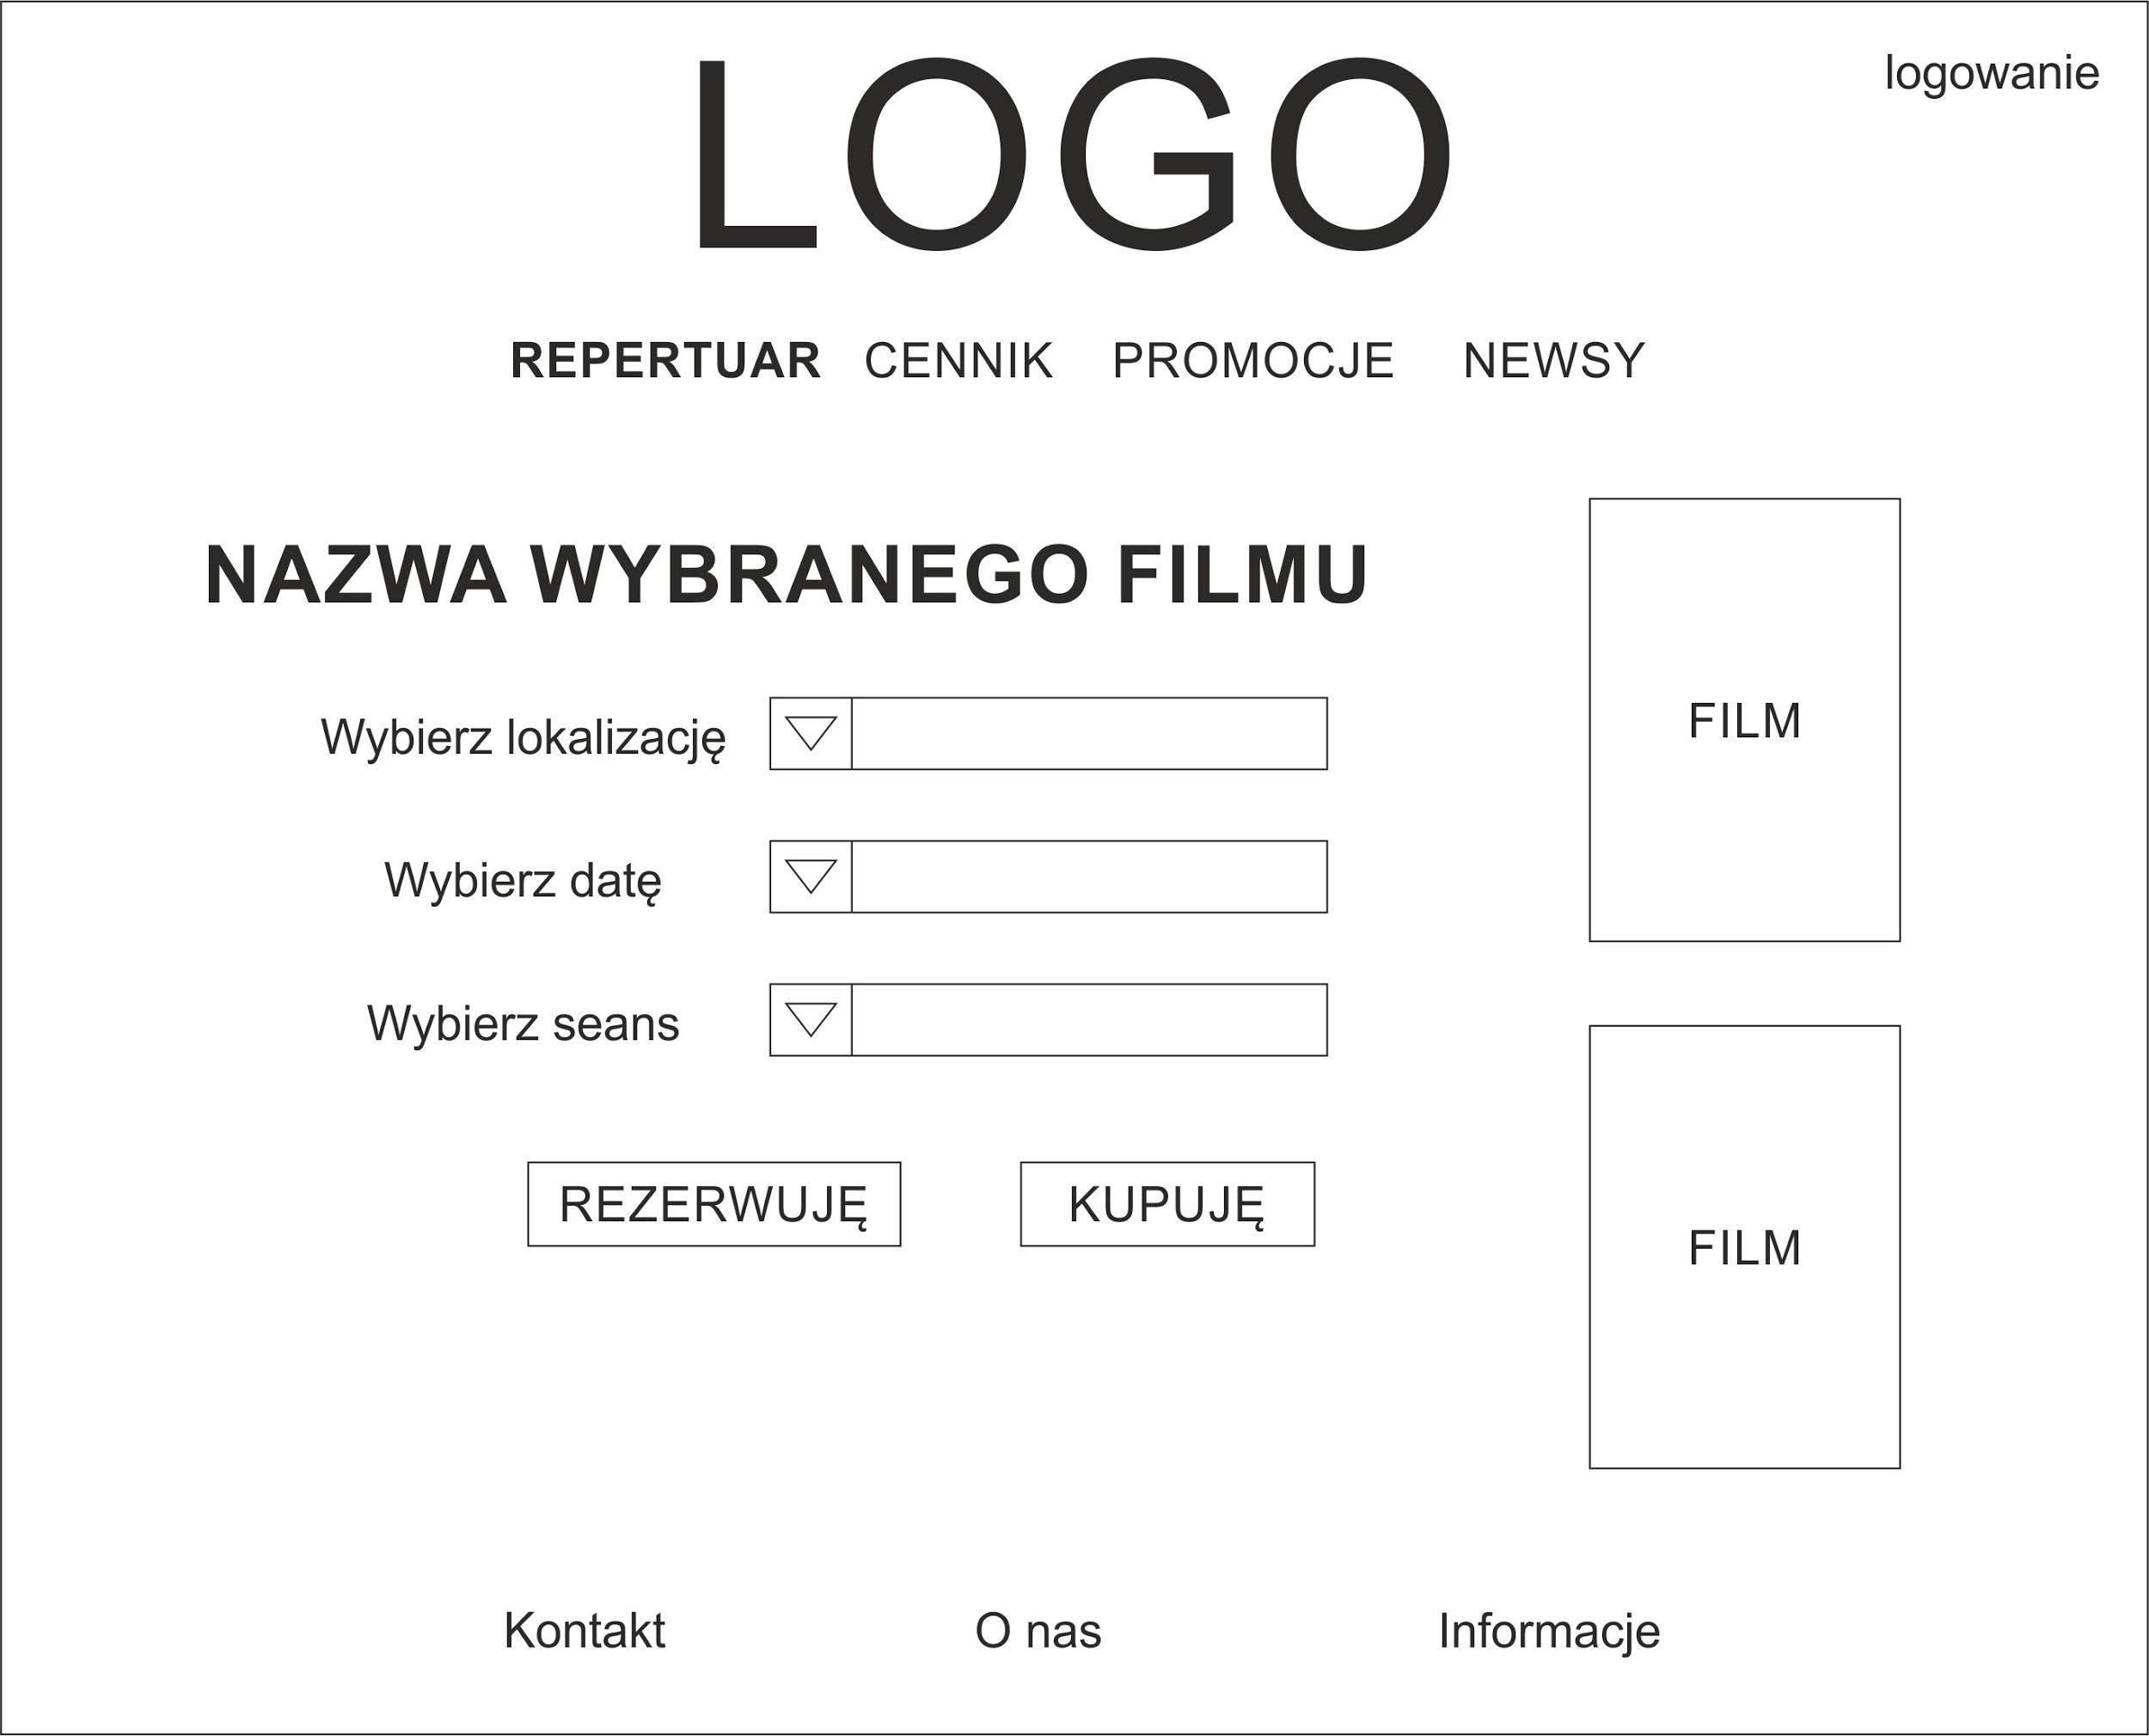 LOGO
logowanie
REPERTUAR CENNIK PROMOCJE NEWSY
NAZWA WYBRANEGO FILMU
Wybierz lokalizację
Wybierz datę
Wybierz seans
REZERWUJĘ KUPUJĘ
FILM
FILM
Kontakt O nas Informacje